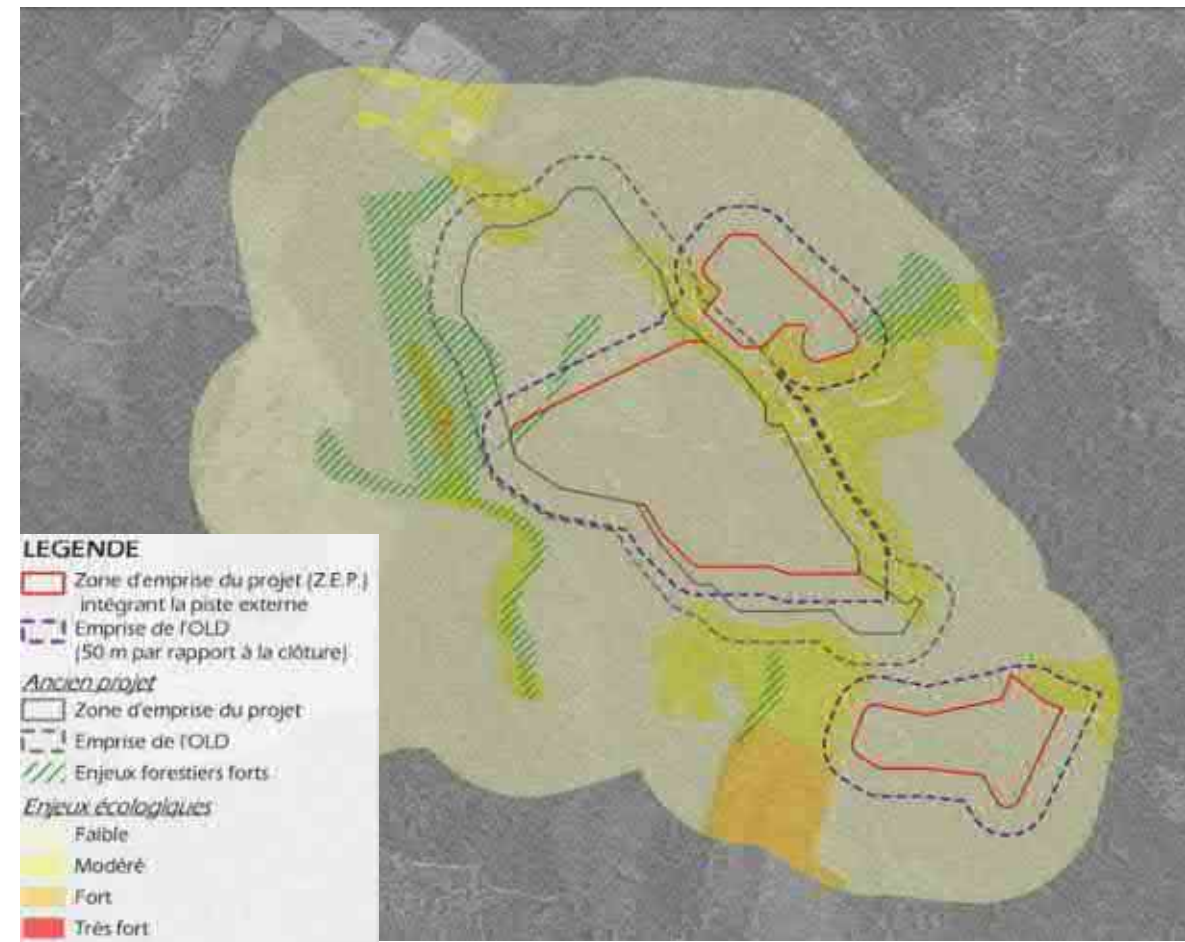 LEGENDE
Zone d'emprise du projet (Z.E.P.)
intégrant la piste externe
Emprise de l'OLD
(50 m par rapport à la clôture)
Ancien projet
Zone d'emprise du projet
Emprise de l'OLD
Enjeux forestiers forts
Enjeux écologiques
Faible
Modéré
Fort
Très fort